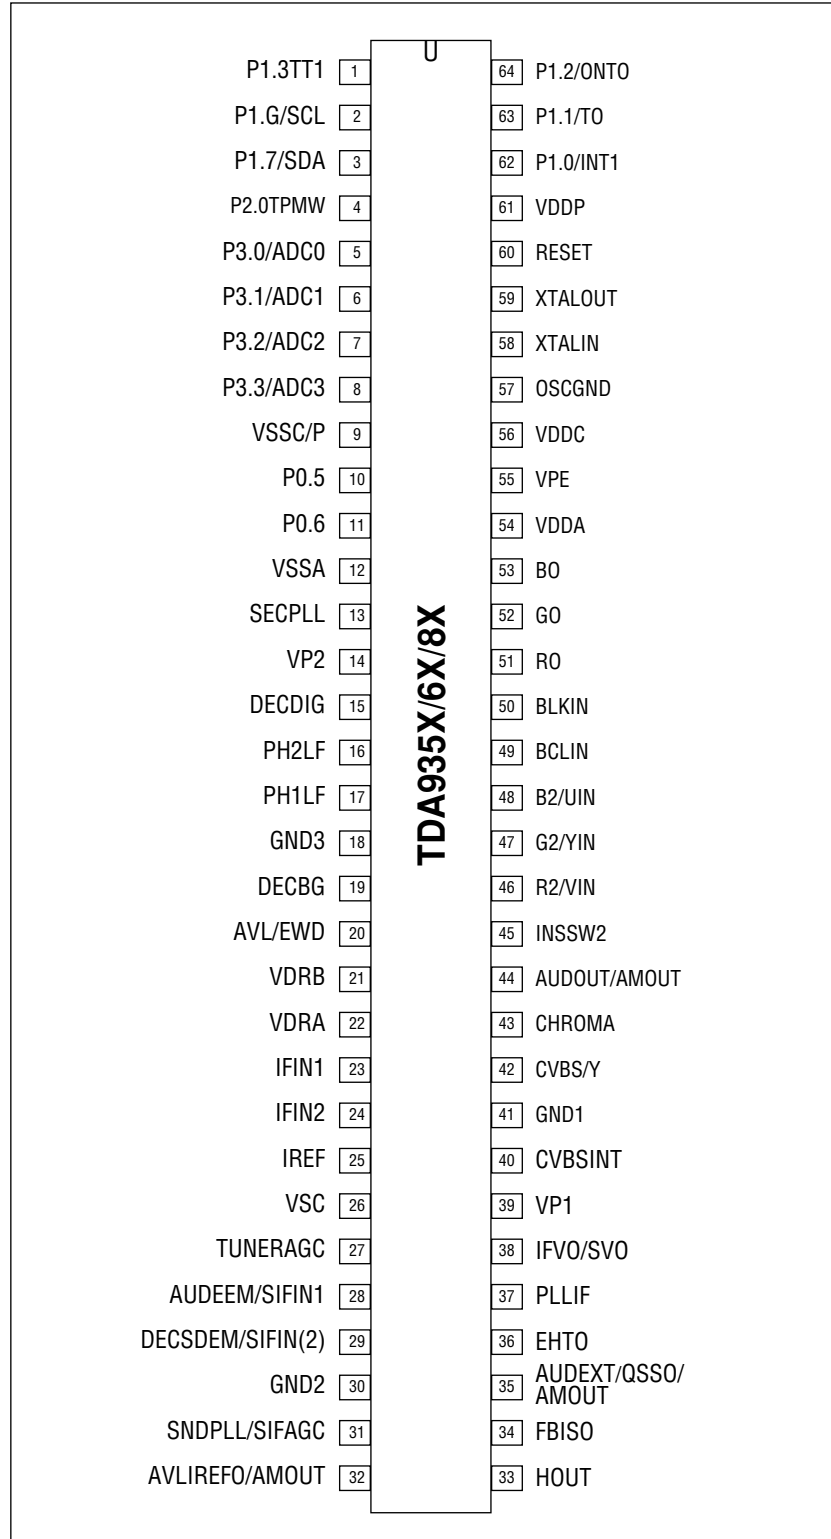 P1.3TT1 1 64 P1.2/ONTO
P1.G/SCL 2 63 P1.1/TO
P1.7/SDA 3 62 P1.0/INT1
P2.0TPMW 4 61 VDDP
P3.0/ADC0 5 60 RESET
P3.1/ADC1 6 59 XTALOUT
P3.2/ADC2 7 58 XTALIN
P3.3/ADC3 8 57 OSCGND
VSSC/P 9 56 VDDC
P0.5 10 55 VPE
P0.6 11 54 VDDA
VSSA 12 53 BO
SECPLL 13 52 GO
VP2 14 51 RO
DECDIG 15 50 BLKIN
PH2LF 16 49 BCLIN
PH1LF 17 48 B2/UIN
GND3 18 47 G2/YIN
DECBG 19 46 R2/VIN
AVL/EWD 20 45 INSSW2
VDRB 21 44 AUDOUT/AMOUT
VDRA 22 43 CHROMA
IFIN1 23 42 CVBS/Y
IFIN2 24 41 GND1
IREF 25 40 CVBSINT
VSC 26 39 VP1
TUNERAGC 27 38 IFVO/SVO
AUDEEM/SIFIN1 28 37 PLLIF
DECSDEM/SIFIN(2) 29 36 EHTO
GND2 30 35 AUDEXT/QSSO/
AMOUT
SNDPLL/SIFAGC 31 34 FBISO
AVLIREFO/AMOUT 32 33 HOUT
TDA935X/6X/8X